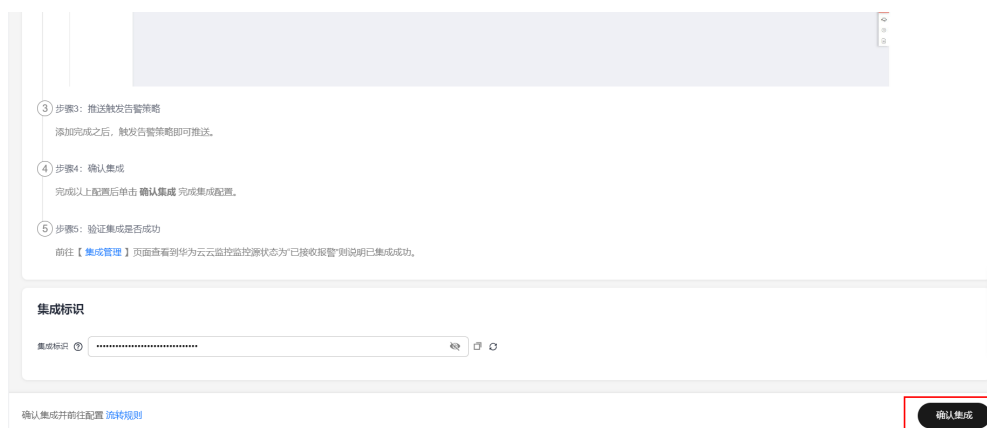 3 步骤3：推送触发告警策略
添加完成之后，触发告警策略即可推送。
4 步骤4：确认集成
完成以上配置后单击 确认集成 完成集成配置。
5 步骤5：验证集成是否成功
前往【 集成管理 】页面查看到华为云云监控监控源状态为“已接收报警”则说明已集成成功。
集成标识
集成标识 ? •••••••••••••••••••••••••••••••
确认集成并前往配置 流转规则
确认集成